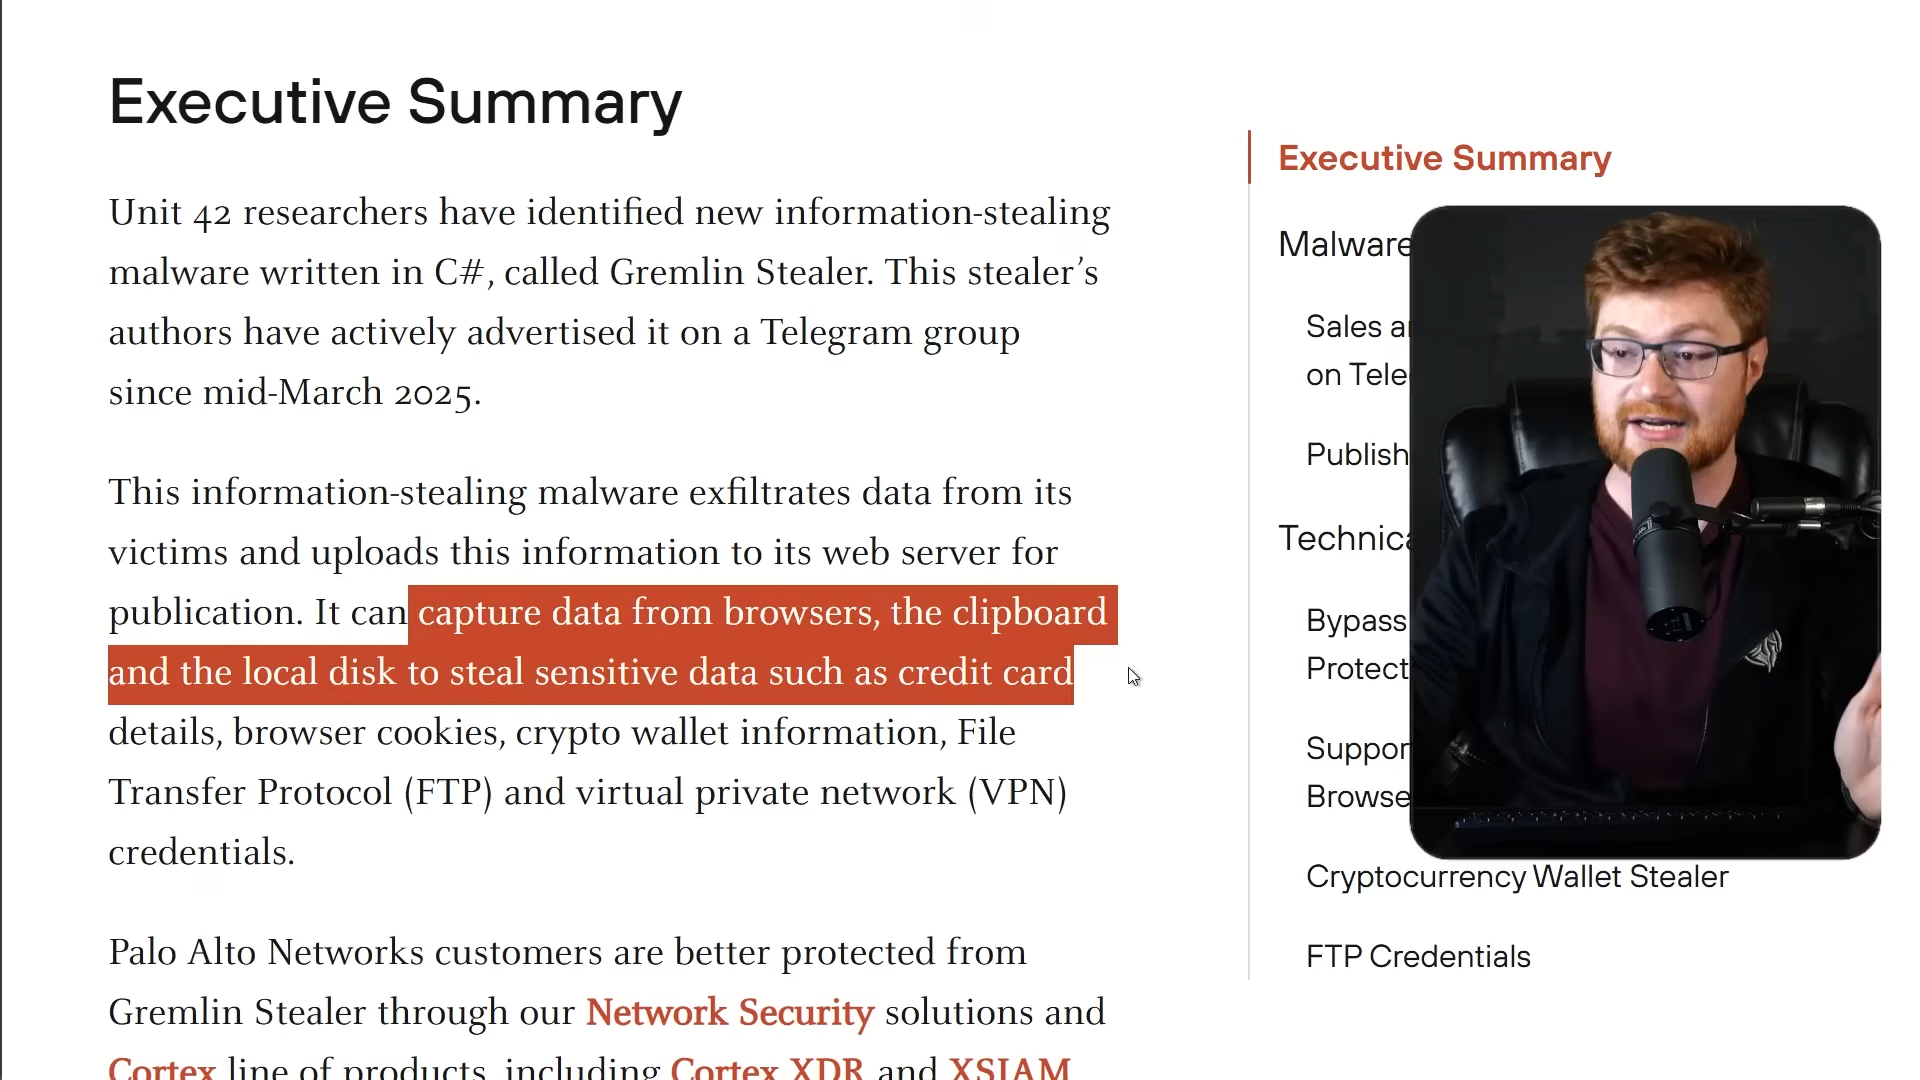 Executive Summary
Unit 42 researchers have identified new information-stealing
malware written in C#, called Gremlin Stealer. This stealer’s
authors have actively advertised it on a Telegram group
since mid-March 2025.
This information-stealing malware exfiltrates data from its
victims and uploads this information to its web server for
publication. It can capture data from browsers, the clipboard
and the local disk to steal sensitive data such as credit card
details, browser cookies, crypto wallet information, File
Transfer Protocol (FTP) and virtual private network (VPN)
credentials.
Palo Alto Networks customers are better protected from
Gremlin Stealer through our Network Security solutions and
Cortex line of products, including Cortex XDR and XSIAM
Executive Summary
Malware
Sales
on
Bypass
Cryptocurrency Wallet Stealer
FTP Credentials